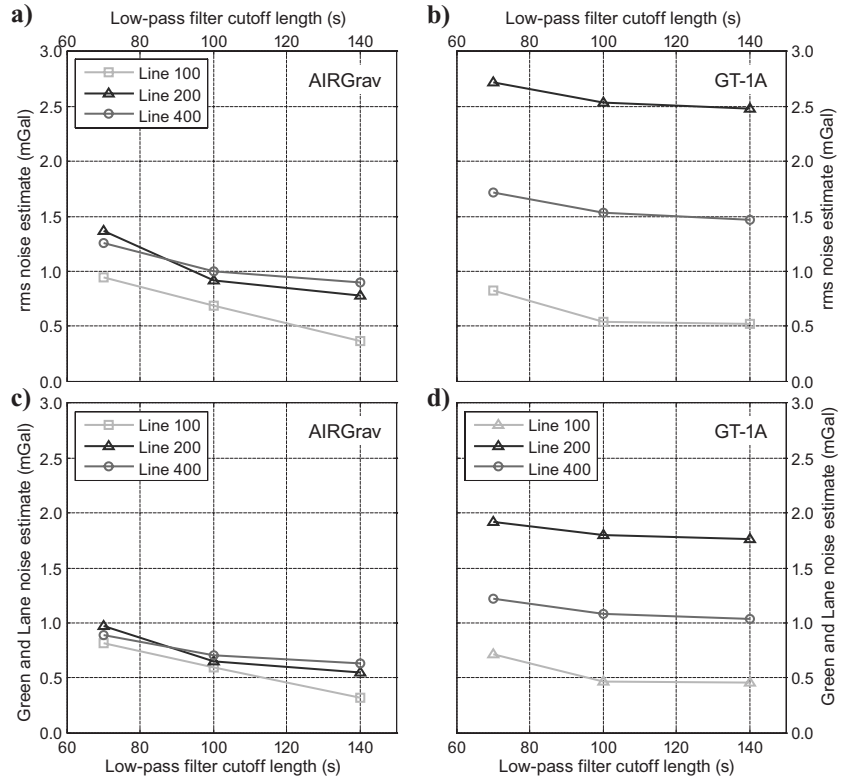 a)
Low-pass filter cutoff length (s)
60 80 100 120 140
3.0
2.5
2.0
1.5
1.0
0.5
0.0
rms noise estimate (mGal)
Line 100
Line 200
Line 400
AIRGrav
b)
Low-pass filter cutoff length (s)
60 80 100 120 140
GT-1A
3.0
2.5
2.0
1.5
1.0
0.5
0.0
rms noise estimate (mGal)
c)
3.0
2.5
2.0
1.5
1.0
0.5
0.0
Green and Lane noise estimate (mGal)
Line 100
Line 200
Line 400
AIRGrav
60 80 100 120 140
Low-pass filter cutoff length (s)
d)
Line 100
Line 200
Line 400
GT-1A
3.0
2.5
2.0
1.5
1.0
0.5
0.0
Green and Lane noise estimate (mGal)
60 80 100 120 140
Low-pass filter cutoff length (s)